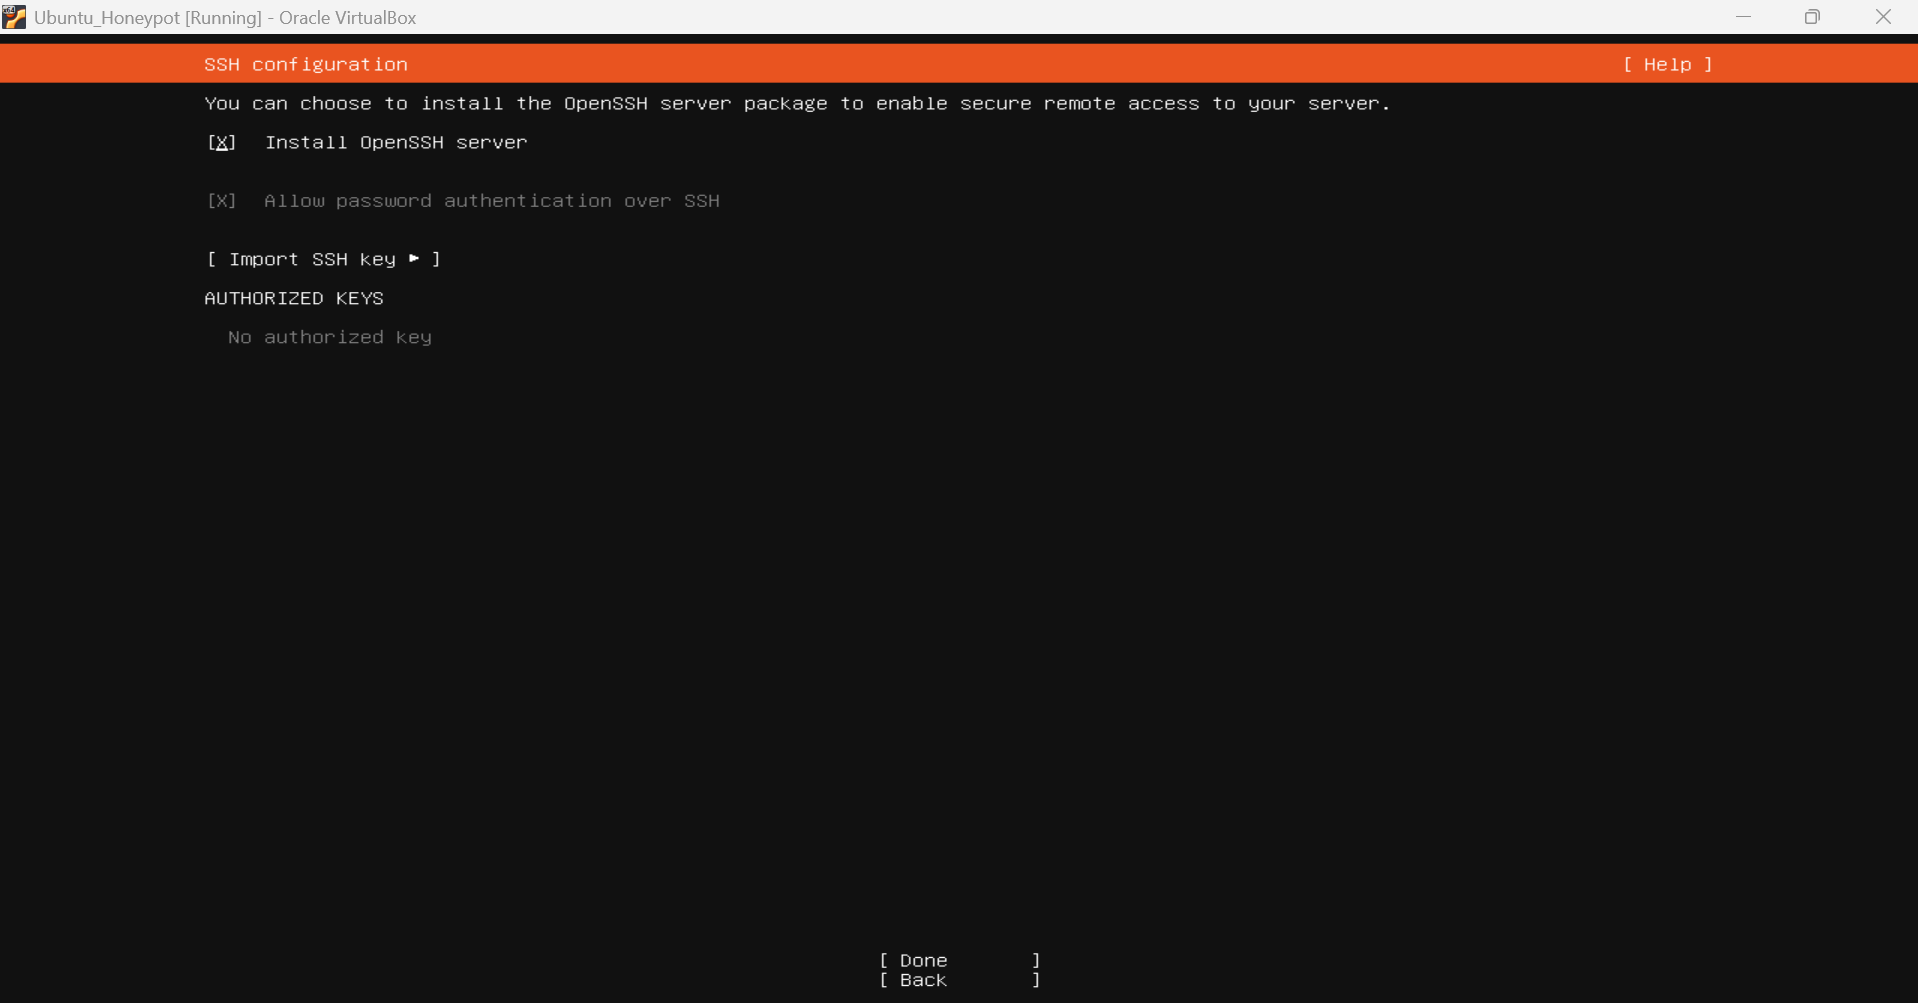 Ubuntu_Honeypot [Running] - Oracle VirtualBox
SSH configuration [ Help ]
You can choose to install the OpenSSH server package to enable secure remote access to your server.
[X] Install OpenSSH server
[X] Allow password authentication over SSH
[ Import SSH key ► ]
AUTHORIZED KEYS
No authorized key
[ Done ]
[ Back ]